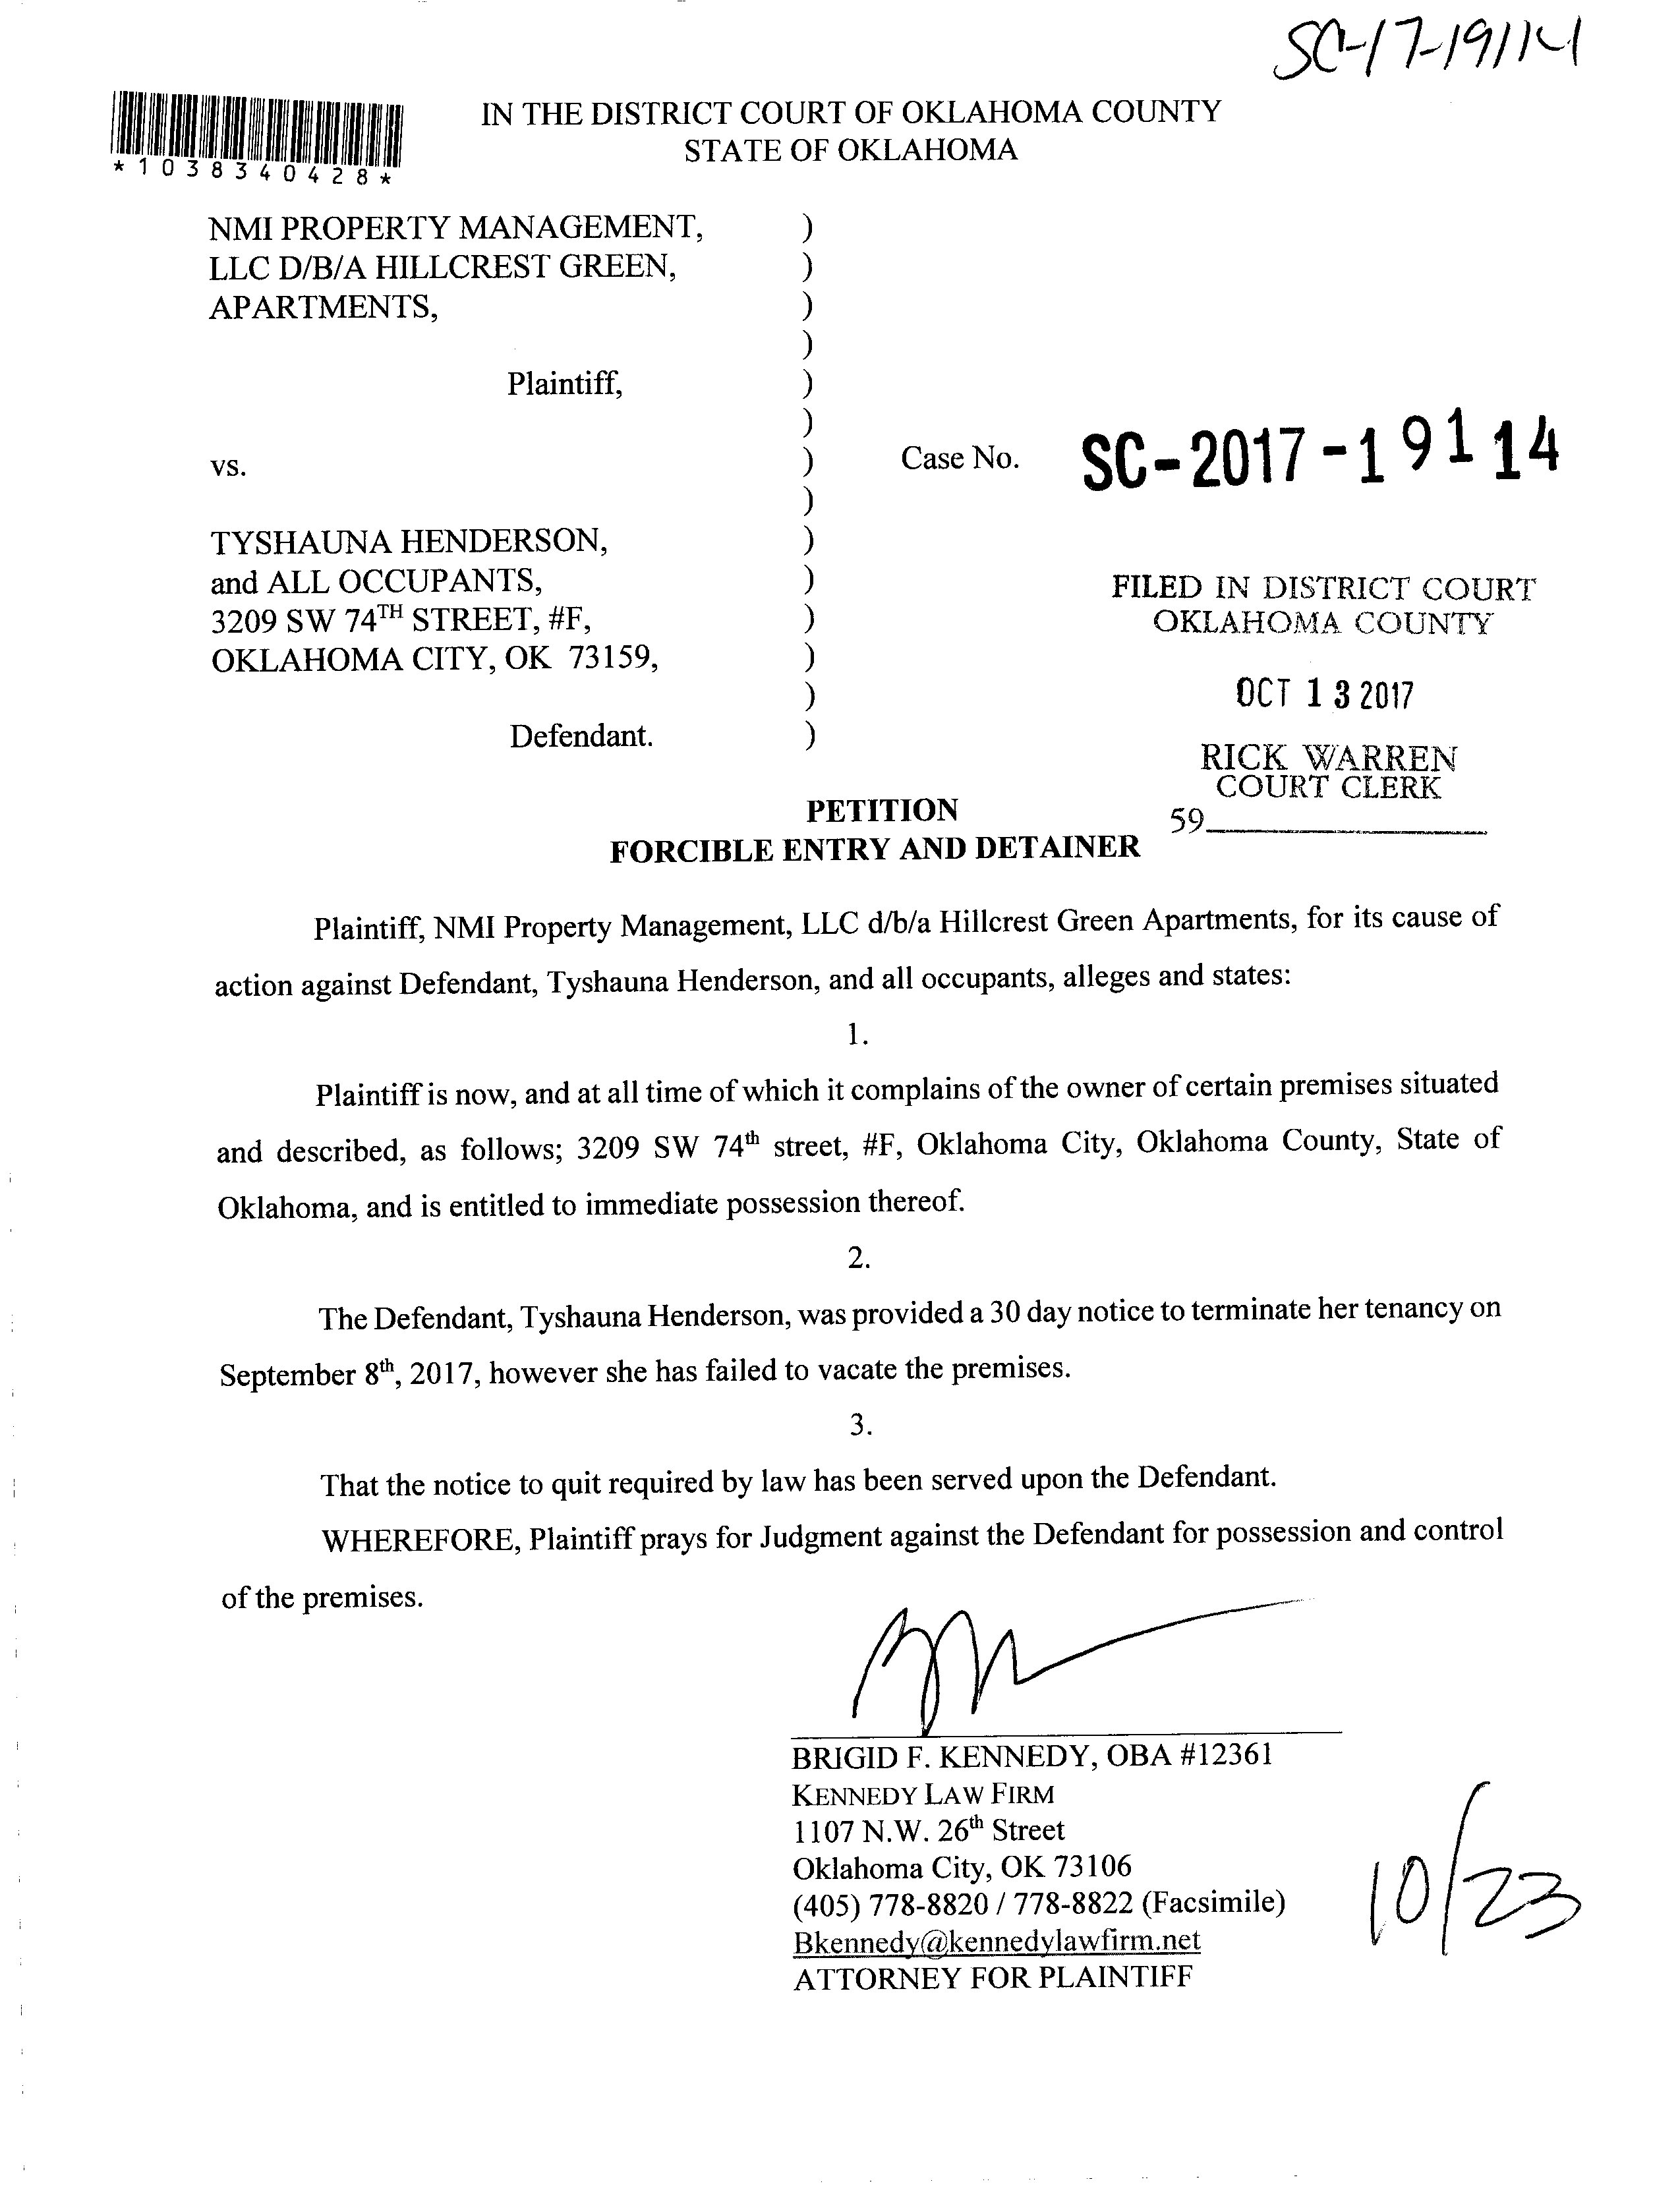 SC-17-19114
IN THE DISTRICT COURT OF OKLAHOMA COUNTY
STATE OF OKLAHOMA
*1038340428*
NMI PROPERTY MANAGEMENT, )
LLC D/B/A HILLCREST GREEN, )
APARTMENTS, )
)
Plaintiff, )
)
vs. ) Case No. SC-2017-19114
)
TYSHAUNA HENDERSON, )
and ALL OCCUPANTS, )
3209 SW 74TH STREET, #F, )
OKLAHOMA CITY, OK 73159, )
)
Defendant. )
FILED IN DISTRICT COURT
OKLAHOMA COUNTY
OCT 13 2017
RICK WARREN
COURT CLERK
59
PETITION
FORCIBLE ENTRY AND DETAINER
Plaintiff, NMI Property Management, LLC d/b/a Hillcrest Green Apartments, for its cause of
action against Defendant, Tyshauna Henderson, and all occupants, alleges and states:
1.
Plaintiff is now, and at all time of which it complains of the owner of certain premises situated
and described, as follows; 3209 SW 74th street, #F, Oklahoma City, Oklahoma County, State of
Oklahoma, and is entitled to immediate possession thereof.
2.
The Defendant, Tyshauna Henderson, was provided a 30 day notice to terminate her tenancy on
September 8th, 2017, however she has failed to vacate the premises.
3.
That the notice to quit required by law has been served upon the Defendant.
WHEREFORE, Plaintiff prays for Judgment against the Defendant for possession and control
of the premises.
BRIGID F. KENNEDY, OBA #12361
KENNEDY LAW FIRM
1107 N.W. 26th Street
Oklahoma City, OK 73106
(405) 778-8820 / 778-8822 (Facsimile)
Bkennedy@kennedylawfirm.net
ATTORNEY FOR PLAINTIFF
10/23